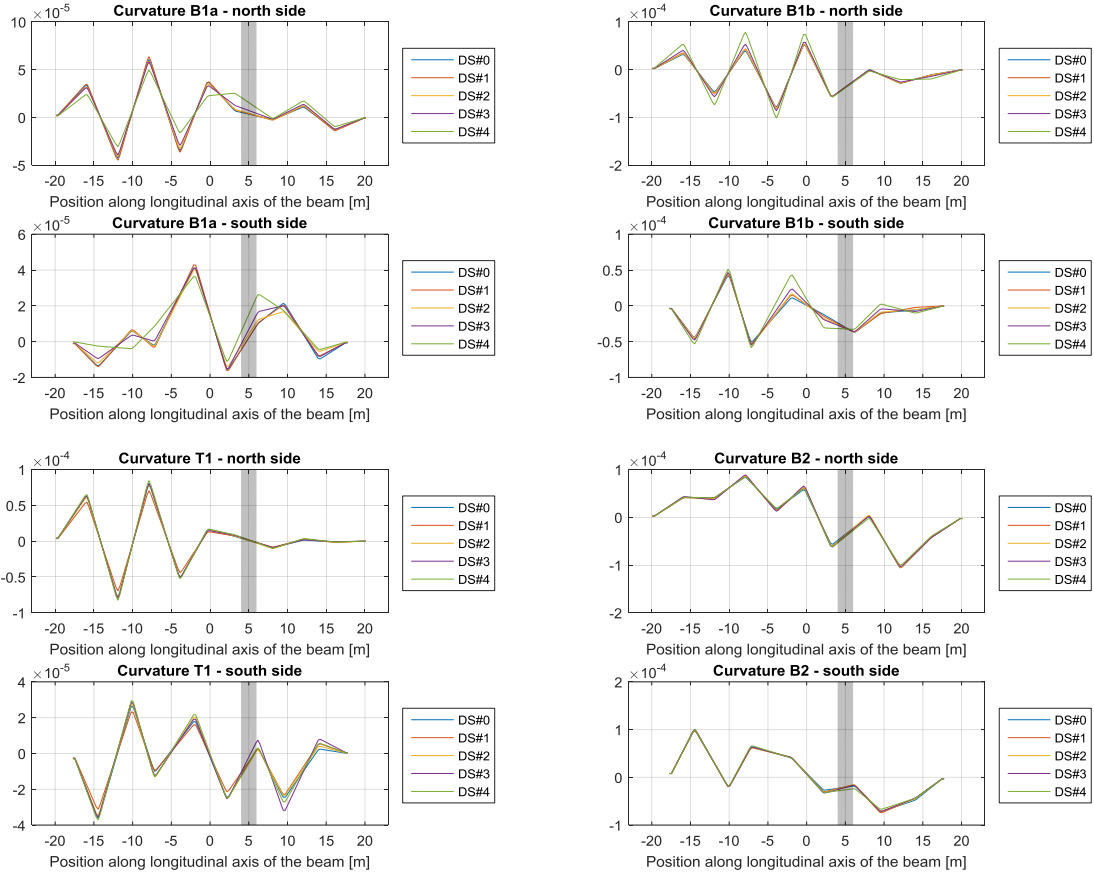 Curvature B1a - north side
×10⁻⁵
10
5
0
-5
-20 -15 -10 -5 0 5 10 15 20
Position along longitudinal axis of the beam [m]
DS#0
DS#1
DS#2
DS#3
DS#4
Curvature B1b - north side
×10⁻⁴
1
0
-1
-2
-20 -15 -10 -5 0 5 10 15 20
Position along longitudinal axis of the beam [m]
DS#0
DS#1
DS#2
DS#3
DS#4
Curvature B1a - south side
×10⁻⁵
6
4
2
0
-2
-20 -15 -10 -5 0 5 10 15 20
Position along longitudinal axis of the beam [m]
DS#0
DS#1
DS#2
DS#3
DS#4
Curvature B1b - south side
×10⁻⁴
1
0.5
0
-0.5
-1
-20 -15 -10 -5 0 5 10 15 20
Position along longitudinal axis of the beam [m]
DS#0
DS#1
DS#2
DS#3
DS#4
Curvature T1 - north side
×10⁻⁴
1
0.5
0
-0.5
-1
-20 -15 -10 -5 0 5 10 15 20
Position along longitudinal axis of the beam [m]
DS#0
DS#1
DS#2
DS#3
DS#4
Curvature B2 - north side
×10⁻⁴
1
0
-1
-2
-20 -15 -10 -5 0 5 10 15 20
Position along longitudinal axis of the beam [m]
DS#0
DS#1
DS#2
DS#3
DS#4
Curvature T1 - south side
×10⁻⁵
4
2
0
-2
-4
-20 -15 -10 -5 0 5 10 15 20
Position along longitudinal axis of the beam [m]
DS#0
DS#1
DS#2
DS#3
DS#4
Curvature B2 - south side
×10⁻⁴
2
1
0
-1
-20 -15 -10 -5 0 5 10 15 20
Position along longitudinal axis of the beam [m]
DS#0
DS#1
DS#2
DS#3
DS#4